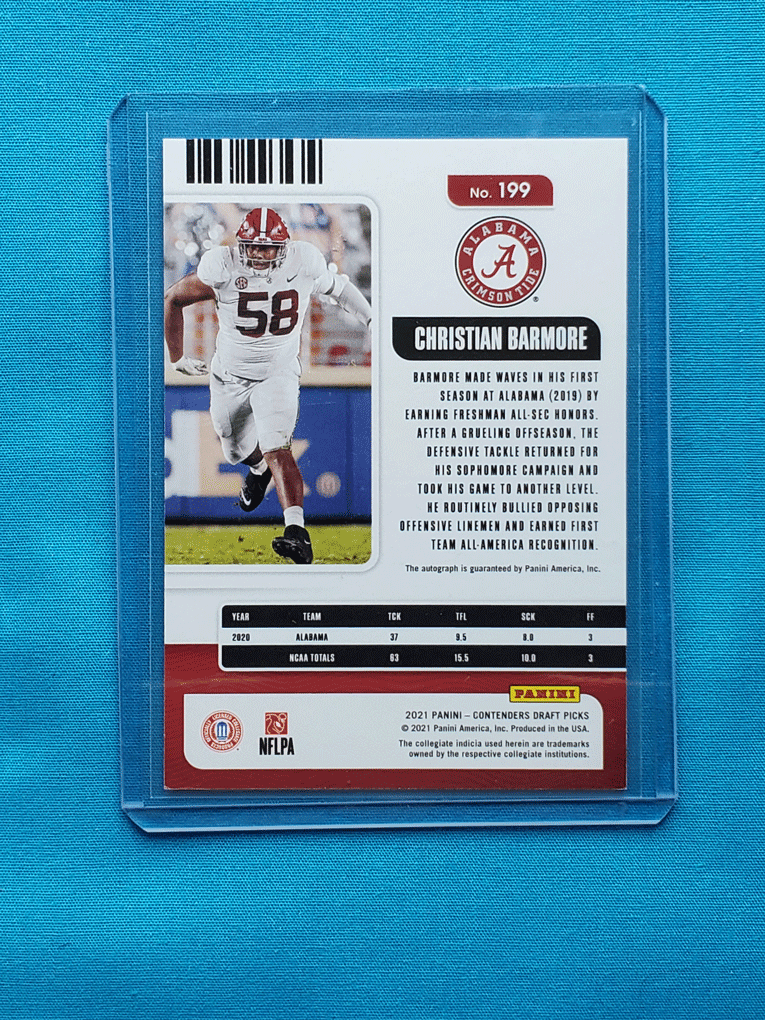 No. 199
ALABAMA
A
CRIMSON TIDE
®
CHRISTIAN BARMORE
58
BARMORE MADE WAVES IN HIS FIRST
SEASON AT ALABAMA (2019) BY
EARNING FRESHMAN ALL-SEC HONORS.
AFTER A GRUELING OFFSEASON, THE
DEFENSIVE TACKLE RETURNED FOR
HIS SOPHOMORE CAMPAIGN AND
TOOK HIS GAME TO ANOTHER LEVEL.
HE ROUTINELY BULLIED OPPOSING
OFFENSIVE LINEMEN AND EARNED FIRST
TEAM ALL-AMERICA RECOGNITION.
The autograph is guaranteed by Panini America, Inc.
YEAR TEAM TCK TFL SCK FF
2020 ALABAMA 37 9.5 8.0 3
NCAA TOTALS 63 15.5 10.0 3
PANINI
OFFICIALLY LICENSED COLLEGIATE PRODUCTS
NFLPA
2021 PANINI – CONTENDERS DRAFT PICKS
© 2021 Panini America, Inc. Produced in the USA.
The collegiate indicia used herein are trademarks
owned by the respective collegiate institutions.